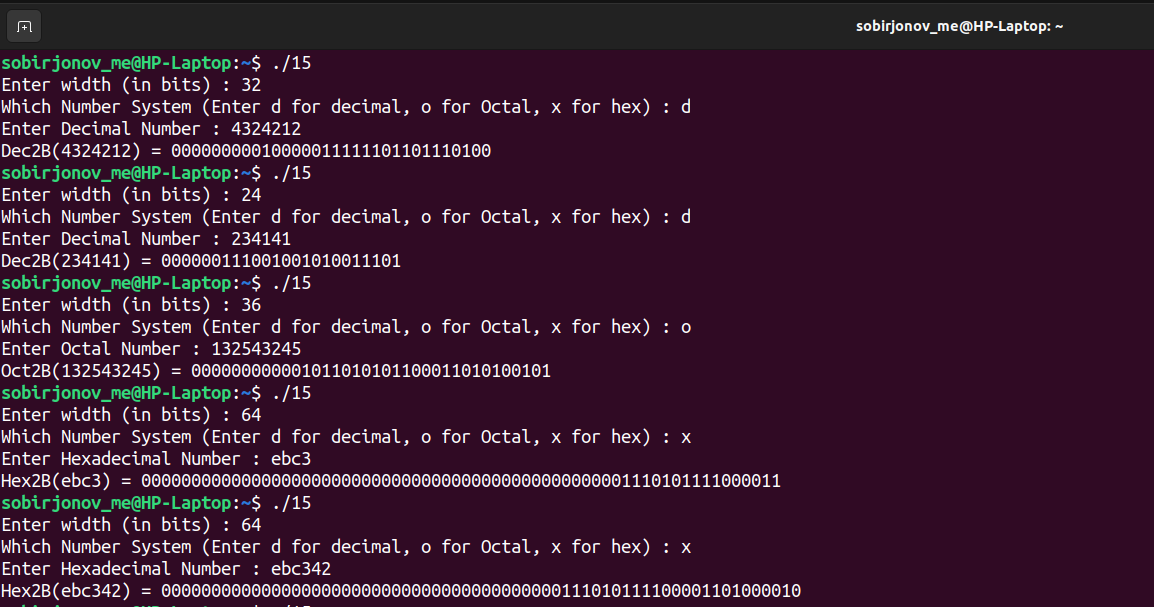 sobirjonov_me@HP-Laptop: ~
sobirjonov_me@HP-Laptop:~$ ./15
Enter width (in bits) : 32
Which Number System (Enter d for decimal, o for Octal, x for hex) : d
Enter Decimal Number : 4324212
Dec2B(4324212) = 00000000010000011111101101110100
sobirjonov_me@HP-Laptop:~$ ./15
Enter width (in bits) : 24
Which Number System (Enter d for decimal, o for Octal, x for hex) : d
Enter Decimal Number : 234141
Dec2B(234141) = 000000111001001010011101
sobirjonov_me@HP-Laptop:~$ ./15
Enter width (in bits) : 36
Which Number System (Enter d for decimal, o for Octal, x for hex) : o
Enter Octal Number : 132543245
Oct2B(132543245) = 000000000001011010101100011010100101
sobirjonov_me@HP-Laptop:~$ ./15
Enter width (in bits) : 64
Which Number System (Enter d for decimal, o for Octal, x for hex) : x
Enter Hexadecimal Number : ebc3
Hex2B(ebc3) = 0000000000000000000000000000000000000000000000001110101111000011
sobirjonov_me@HP-Laptop:~$ ./15
Enter width (in bits) : 64
Which Number System (Enter d for decimal, o for Octal, x for hex) : x
Enter Hexadecimal Number : ebc342
Hex2B(ebc342) = 0000000000000000000000000000000000000000111010111100001101000010